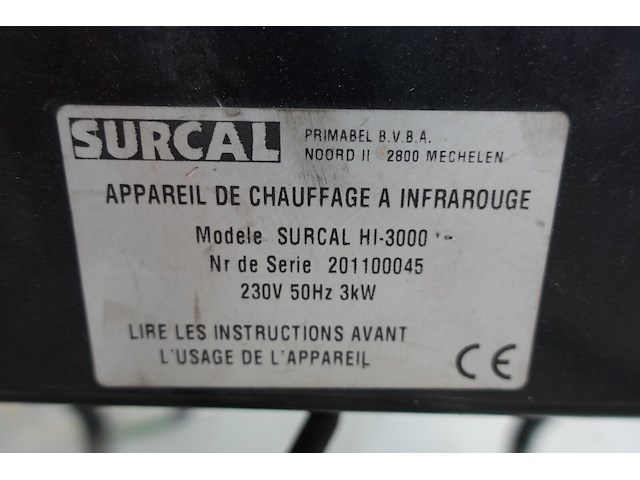 SURCAL
PRIMABEL B.V.B.A.
NOORD II 2800 MECHELEN
APPAREIL DE CHAUFFAGE A INFRAROUGE
Modele SURCAL HI-3000
Nr de Serie 201100045
230V 50Hz 3kW
LIRE LES INSTRUCTIONS AVANT
L'USAGE DE L'APPAREIL
CE